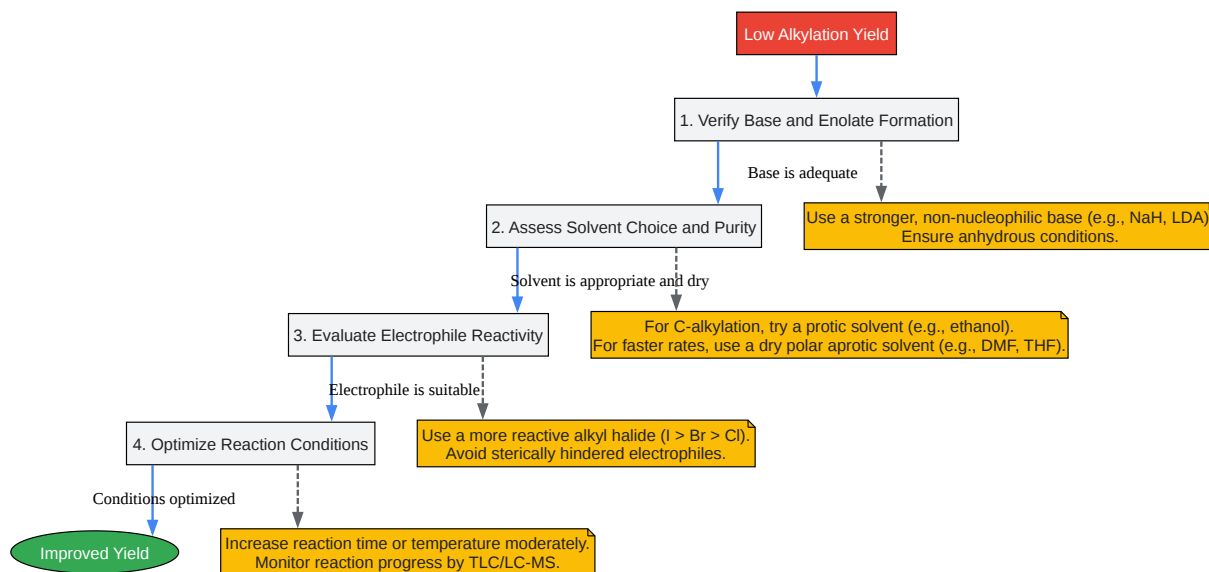 Low Alkylation Yield
1. Verify Base and Enolate Formation
Base is adequate
Use a stronger, non-nucleophilic base (e.g., NaH, LDA)
Ensure anhydrous conditions.
2. Assess Solvent Choice and Purity
Solvent is appropriate and dry
For C-alkylation, try a protic solvent (e.g., ethanol).
For faster rates, use a dry polar aprotic solvent (e.g., DMF, THF).
3. Evaluate Electrophile Reactivity
Electrophile is suitable
Use a more reactive alkyl halide (I > Br > Cl).
Avoid sterically hindered electrophiles.
4. Optimize Reaction Conditions
Conditions optimized
Increase reaction time or temperature moderately.
Monitor reaction progress by TLC/LC-MS.
Improved Yield